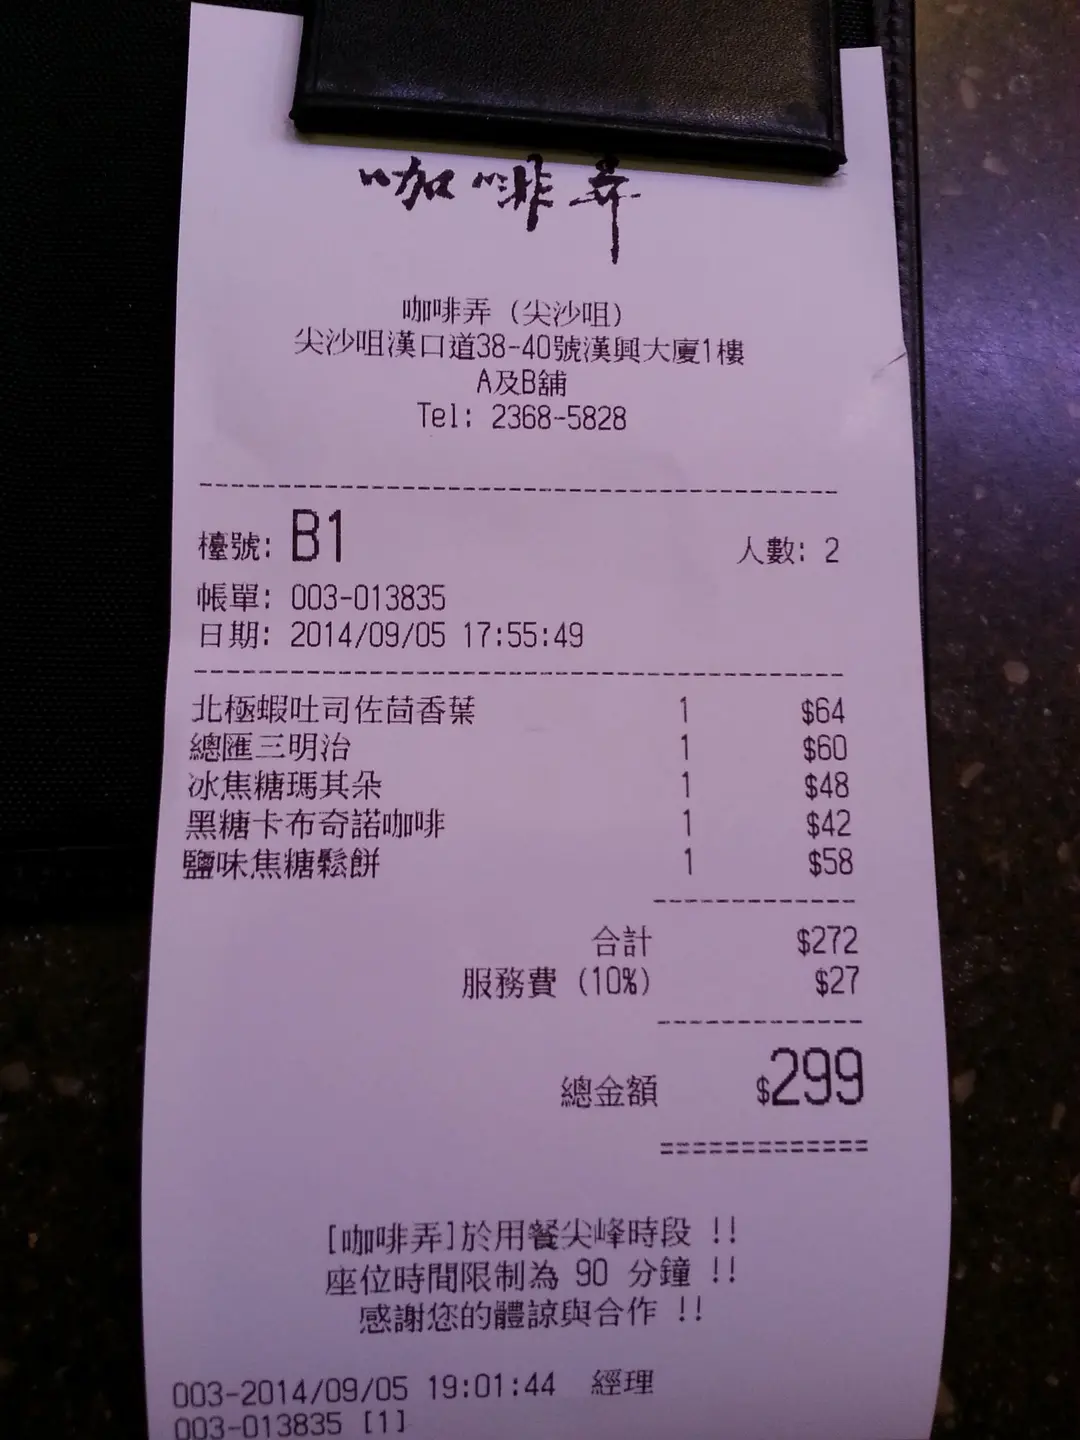 咖啡弄
咖啡弄 (尖沙咀)
尖沙咀漢口道38-40號漢興大廈1樓
A及B舖
Tel: 2368-5828
檯號: B1 人數: 2
帳單: 003-013835
日期: 2014/09/05 17:55:49
北極蝦吐司佐茴香葉 1 $64
總匯三明治 1 $60
冰焦糖瑪其朵 1 $48
黑糖卡布奇諾咖啡 1 $42
鹽味焦糖鬆餅 1 $58
合計 $272
服務費 (10%) $27
總金額 $299
[咖啡弄]於用餐尖峰時段 !!
座位時間限制為 90 分鐘 !!
感謝您的體諒與合作 !!
003-2014/09/05 19:01:44 經理
003-013835 [1]